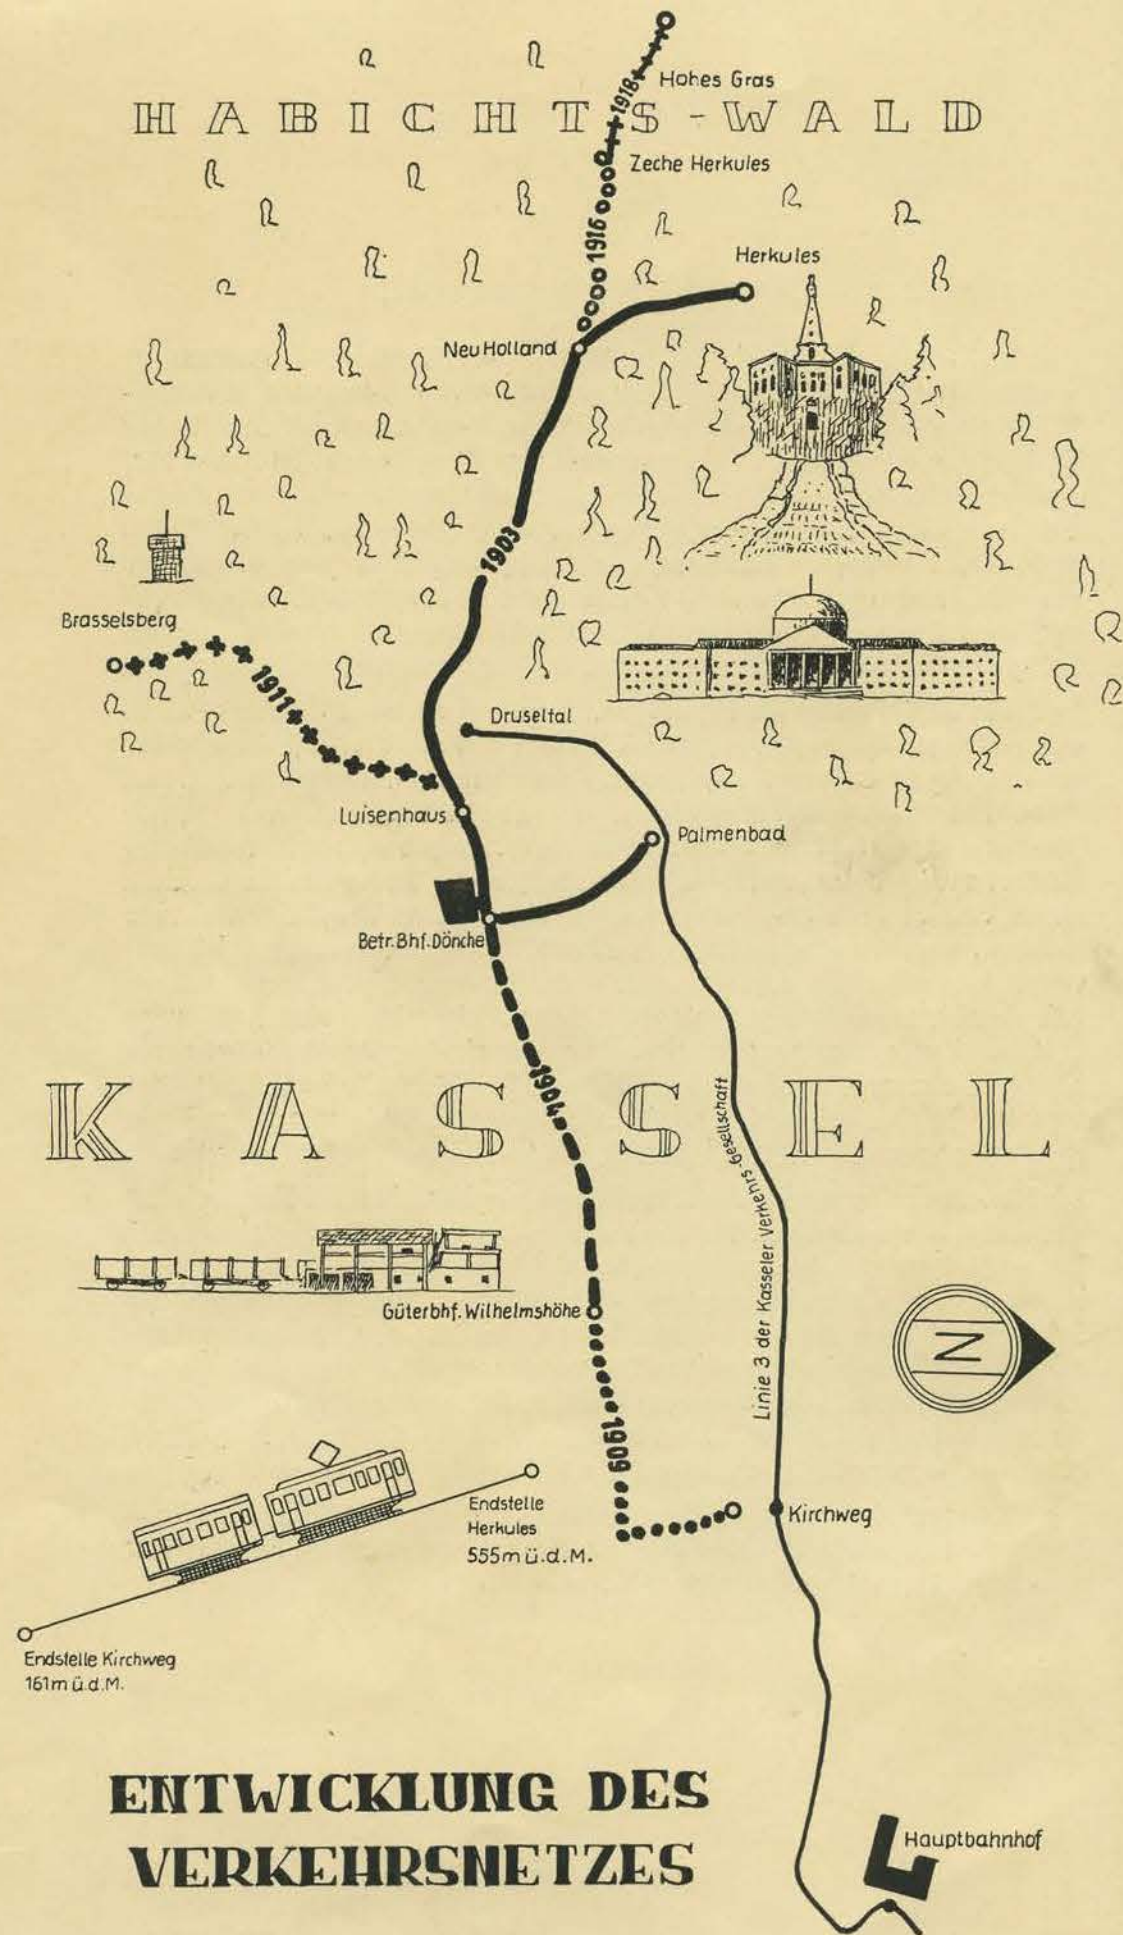 Hohes Gras
1918
HABICHTS-WALD
Zeche Herkules
1916
Herkules
Neu Holland
1903
Brasselsberg
1911
Druseltal
Luisenhaus
Palmenbad
Betr. Bhf. Dönche
1904
KASSEL
Linie 3 der Kasseler Verkehrs-Gesellschaft
Güterbhf. Wilhelmshöhe
N
1909
Kirchweg
Endstelle
Herkules
555m ü.d.M.
Endstelle Kirchweg
161m ü.d.M.
ENTWICKLUNG DES
VERKEHRSNETZES
Hauptbahnhof